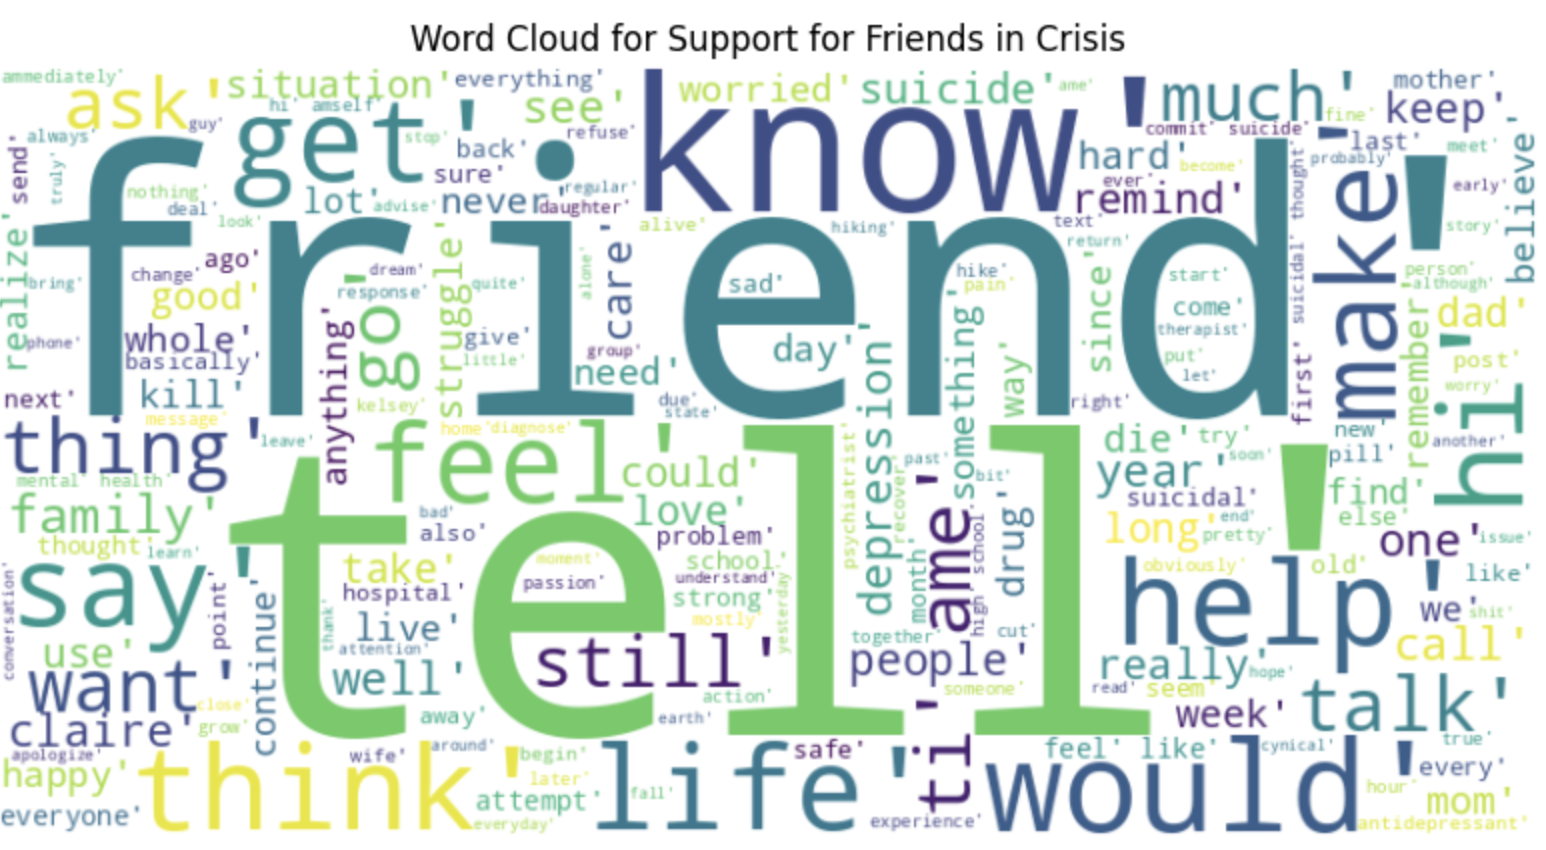 Word Cloud for Support for Friends in Crisis
ammediately' ask' situation' everything' know' worried' suicide' ame' much' mother'
guy' hi' amself' see' fine' keep'
always' get' stop' back' refuse' hard' commit' suicide' last' meet' believe'
send' truly' friend' sure' become' probably'
nothing' lot' advise' never' regular' ever' remind' early'
deal' look' daughter' alive' hiking' text' suicidal' thought' make' story'
realize' ago' struggle' care' return'
bring' change' dream' quite' alone' sad' hike' since' start' person'
good' response' pain' although'
phone' whole' anything' go' give' day' something' come' remember' dad'
basically' little' group' therapist'
kill' need' depression' way' put' first' post'
next' kelsey' due' let' worry'
message' state' right' hi'
thing' leave' home' diagnose' die' try' new' another'
feel' could' psychiatrist' past' year' soon' pill'
mental' health' love' recover' bit' suicidal' find'
family' bad' tell' drug' long' end' else'
thought' learn' also' problem' pretty' one' issue'
say' take' moment' school' month' ame' high' school' obviously' old' like'
conversation' point' hospital' passion' understand' help' we' shit'
continue' thank' live' strong' yesterday'
use' attention' mostly' together' cut' call'
want' well' still' people' really' hope'
close' action' someone' read' seem' talk'
claire' grow' away' earth' ti' week'
apologize' wife' around' begin' safe' feel' like' cynical' true'
happy' think' later' life' would' every'
everyone' attempt' fall' hour' mom'
everyday' experience' antidepressant'